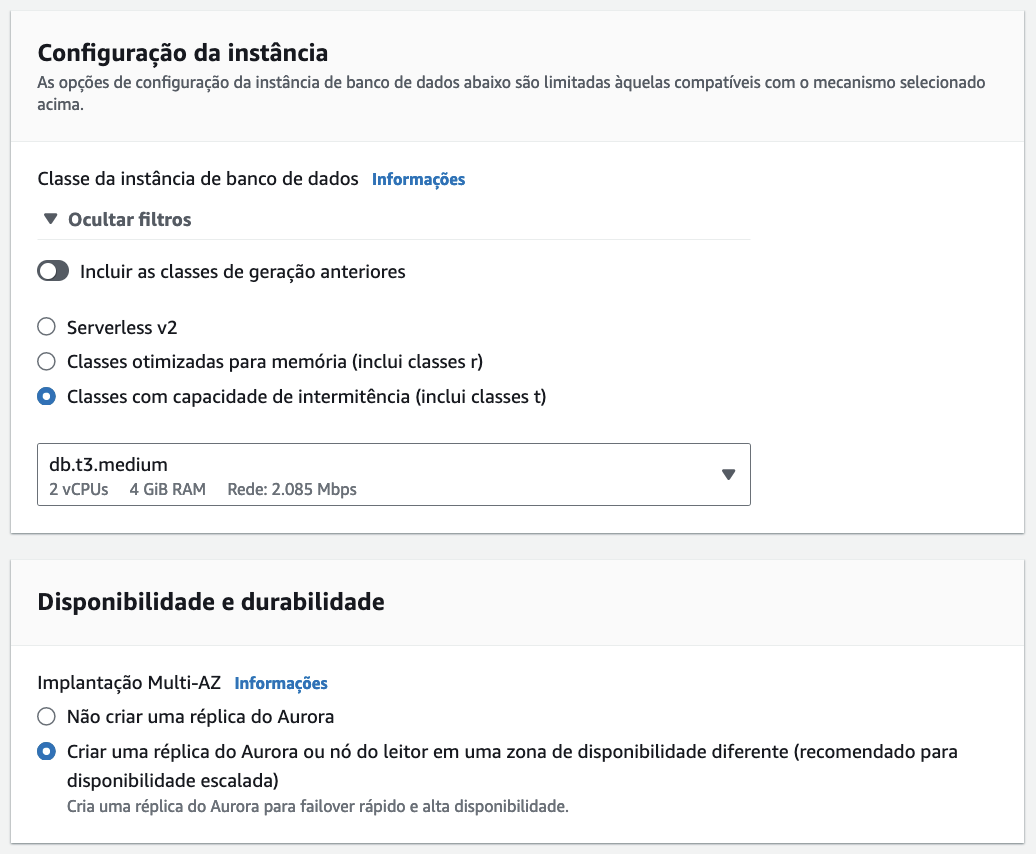 Configuração da instância
As opções de configuração da instância de banco de dados abaixo são limitadas àquelas compatíveis com o mecanismo selecionado
acima.
Classe da instância de banco de dados Informações
Ocultar filtros
Incluir as classes de geração anteriores
Serverless v2
Classes otimizadas para memória (inclui classes r)
Classes com capacidade de intermitência (inclui classes t)
db.t3.medium
2 vCPUs 4 GiB RAM Rede: 2.085 Mbps
Disponibilidade e durabilidade
Implantação Multi-AZ Informações
Não criar uma réplica do Aurora
Criar uma réplica do Aurora ou nó do leitor em uma zona de disponibilidade diferente (recomendado para
disponibilidade escalada)
Cria uma réplica do Aurora para failover rápido e alta disponibilidade.